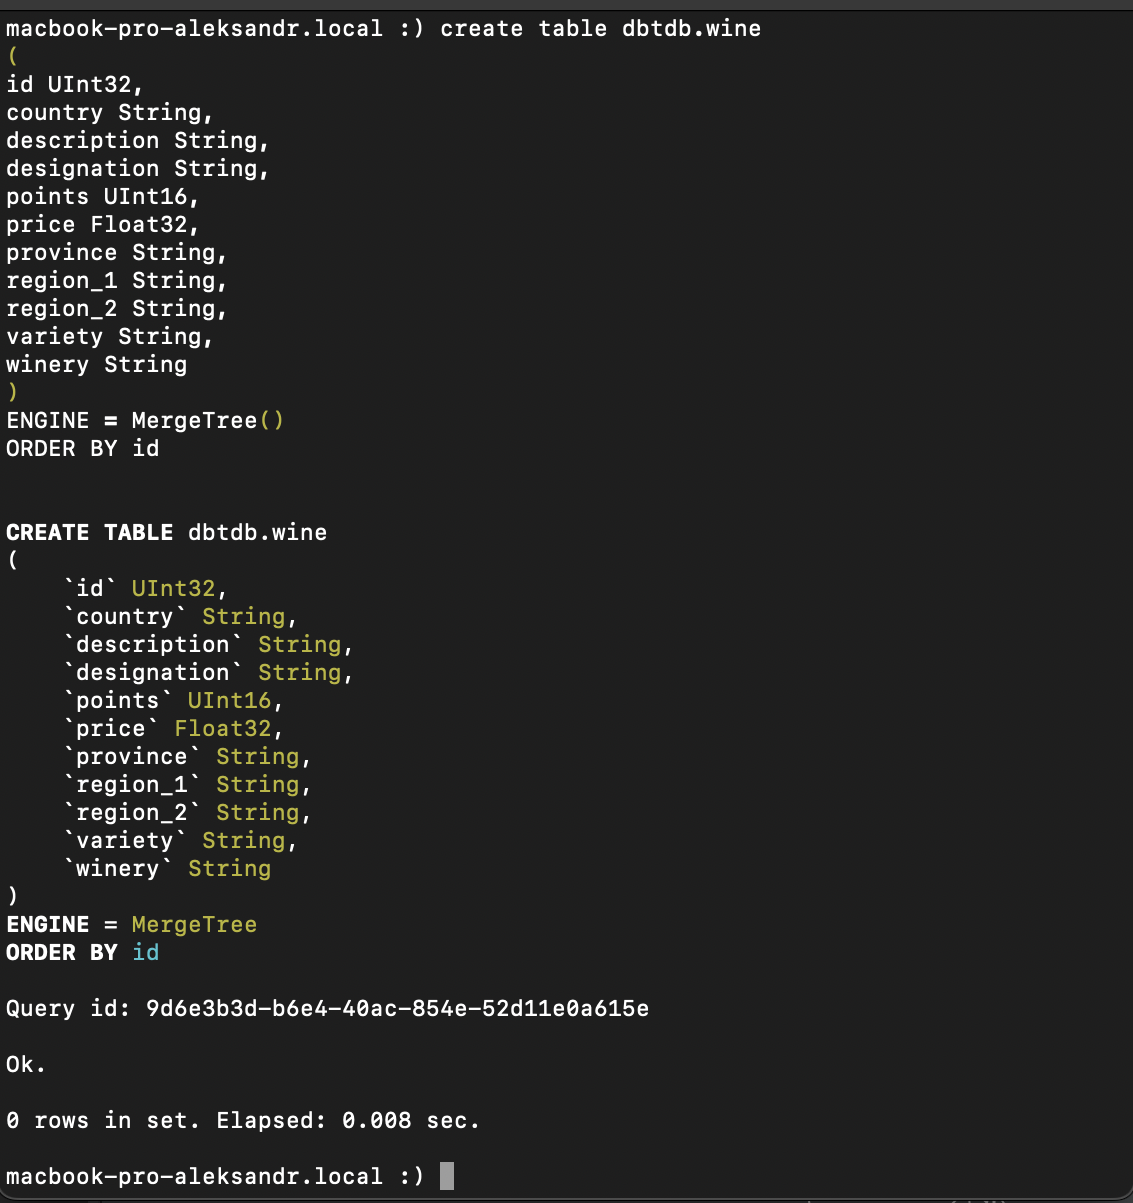 macbook-pro-aleksandr.local :) create table dbtdb.wine
(
id UInt32,
country String,
description String,
designation String,
points UInt16,
price Float32,
province String,
region_1 String,
region_2 String,
variety String,
winery String
)
ENGINE = MergeTree()
ORDER BY id
CREATE TABLE dbtdb.wine
(
    `id` UInt32,
    `country` String,
    `description` String,
    `designation` String,
    `points` UInt16,
    `price` Float32,
    `province` String,
    `region_1` String,
    `region_2` String,
    `variety` String,
    `winery` String
)
ENGINE = MergeTree
ORDER BY id
Query id: 9d6e3b3d-b6e4-40ac-854e-52d11e0a615e
Ok.
0 rows in set. Elapsed: 0.008 sec.
macbook-pro-aleksandr.local :)